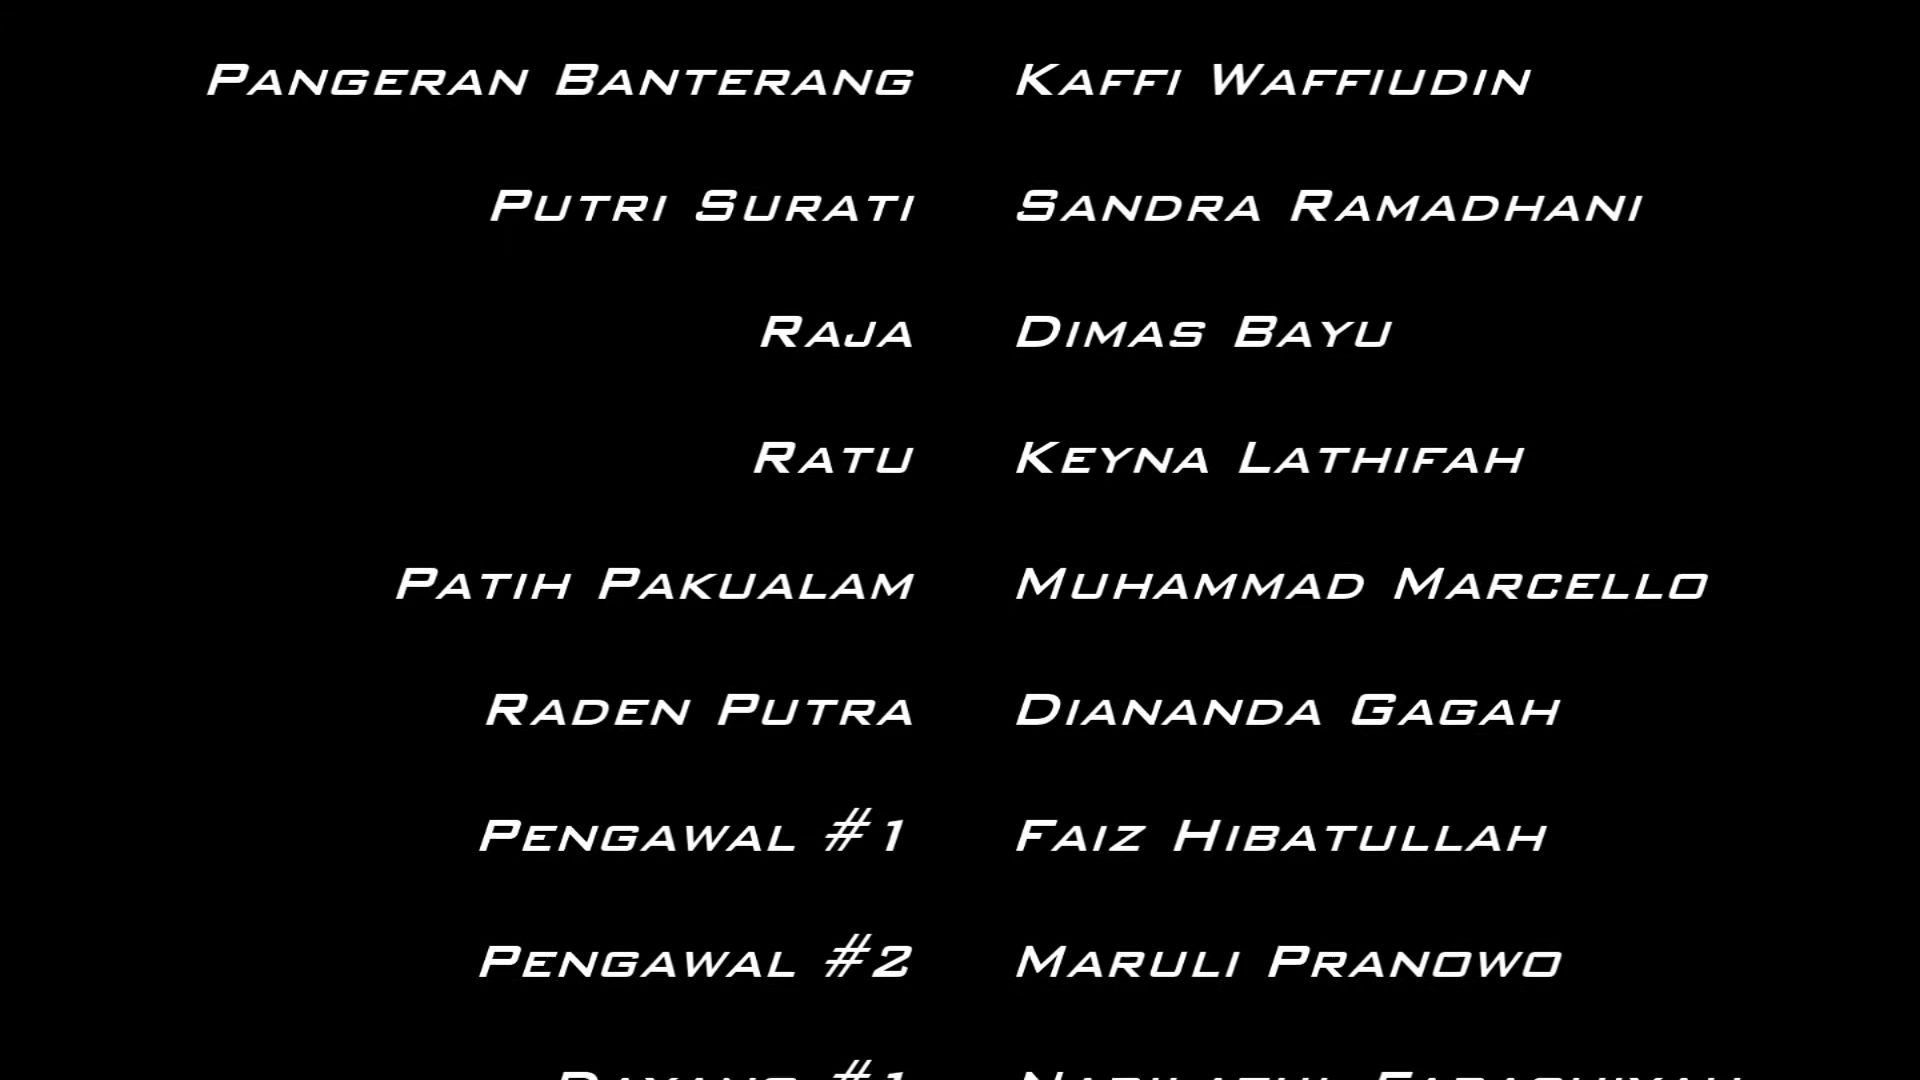 Pangeran Banterang Kaffi Waffiudin
Putri Surati Sandra Ramadhani
Raja Dimas Bayu
Ratu Keyna Lathifah
Patih Pakualam Muhammad Marcello
Raden Putra Diananda Gagah
Pengawal #1 Faiz Hibatullah
Pengawal #2 Maruli Pranowo
#1